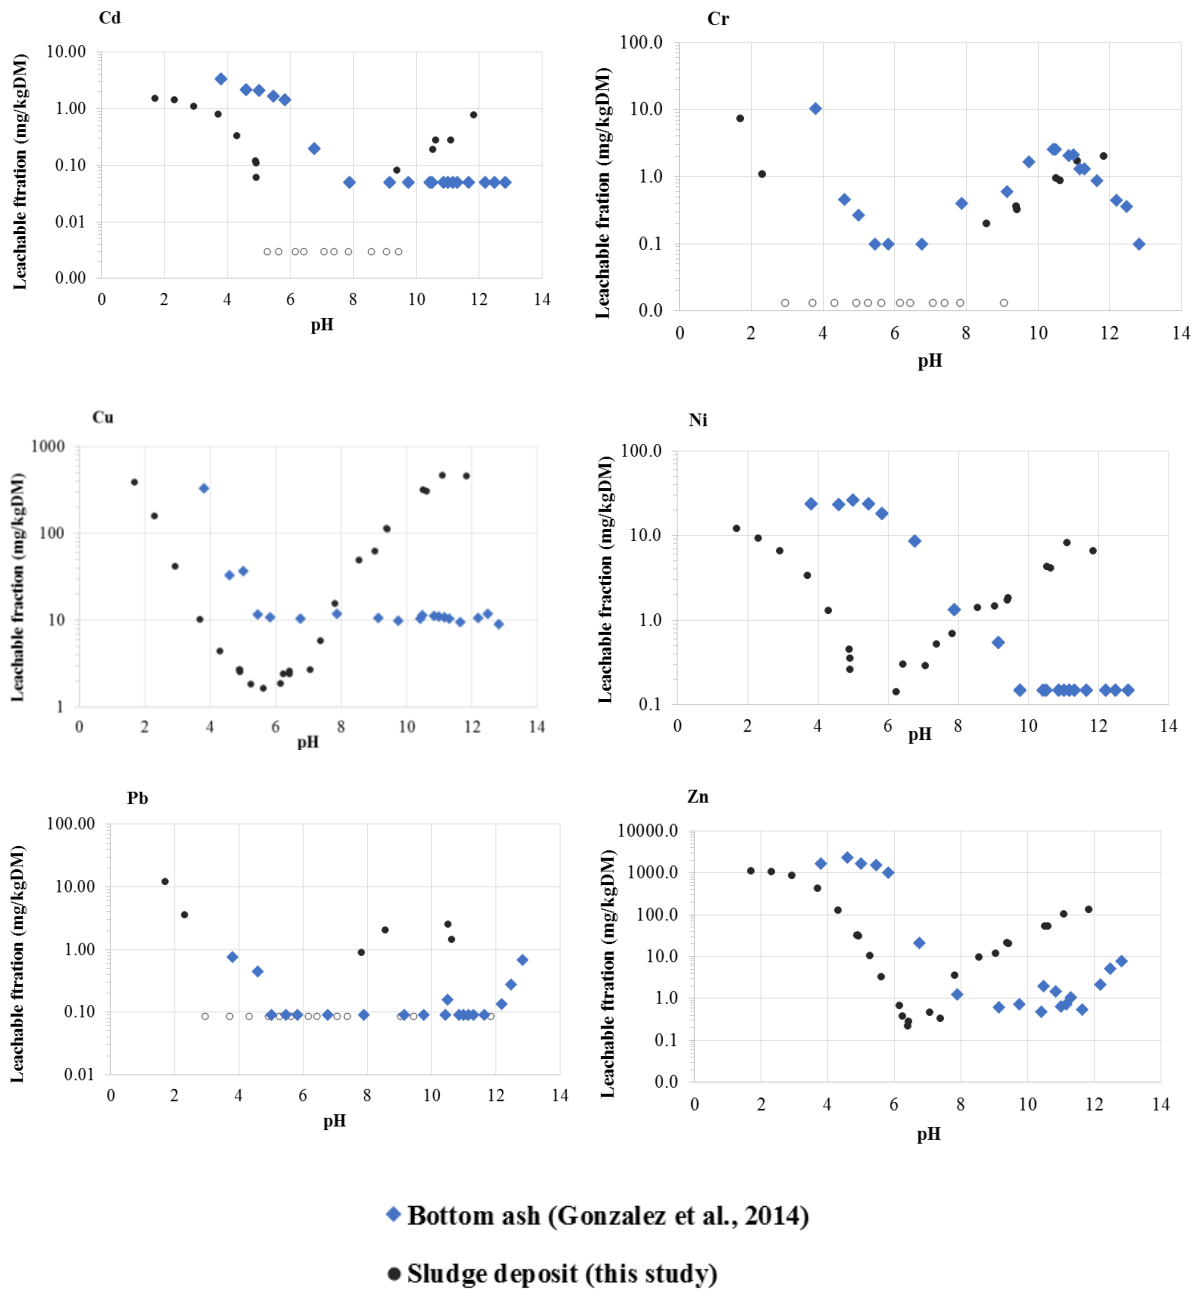 Cd
Leachable ftration (mg/kgDM)
10.00
1.00
0.10
0.01
0.00
0 2 4 6 8 10 12 14
pH
Cr
Leachable fration (mg/kgDM)
100.0
10.0
1.0
0.1
0.0
0 2 4 6 8 10 12 14
pH
Cu
Leachable fraction (mg/kgDM)
1000
100
10
1
0 2 4 6 8 10 12 14
pH
Ni
Leachable fration (mg/kgDM)
100.0
10.0
1.0
0.1
0 2 4 6 8 10 12 14
pH
Pb
Leachable ftration (mg/kgDM)
100.00
10.00
1.00
0.10
0.01
0 2 4 6 8 10 12 14
pH
Zn
Leachable ftration (mg/kgDM)
10000.0
1000.0
100.0
10.0
1.0
0.1
0.0
0 2 4 6 8 10 12 14
pH
Bottom ash (Gonzalez et al., 2014)
Sludge deposit (this study)